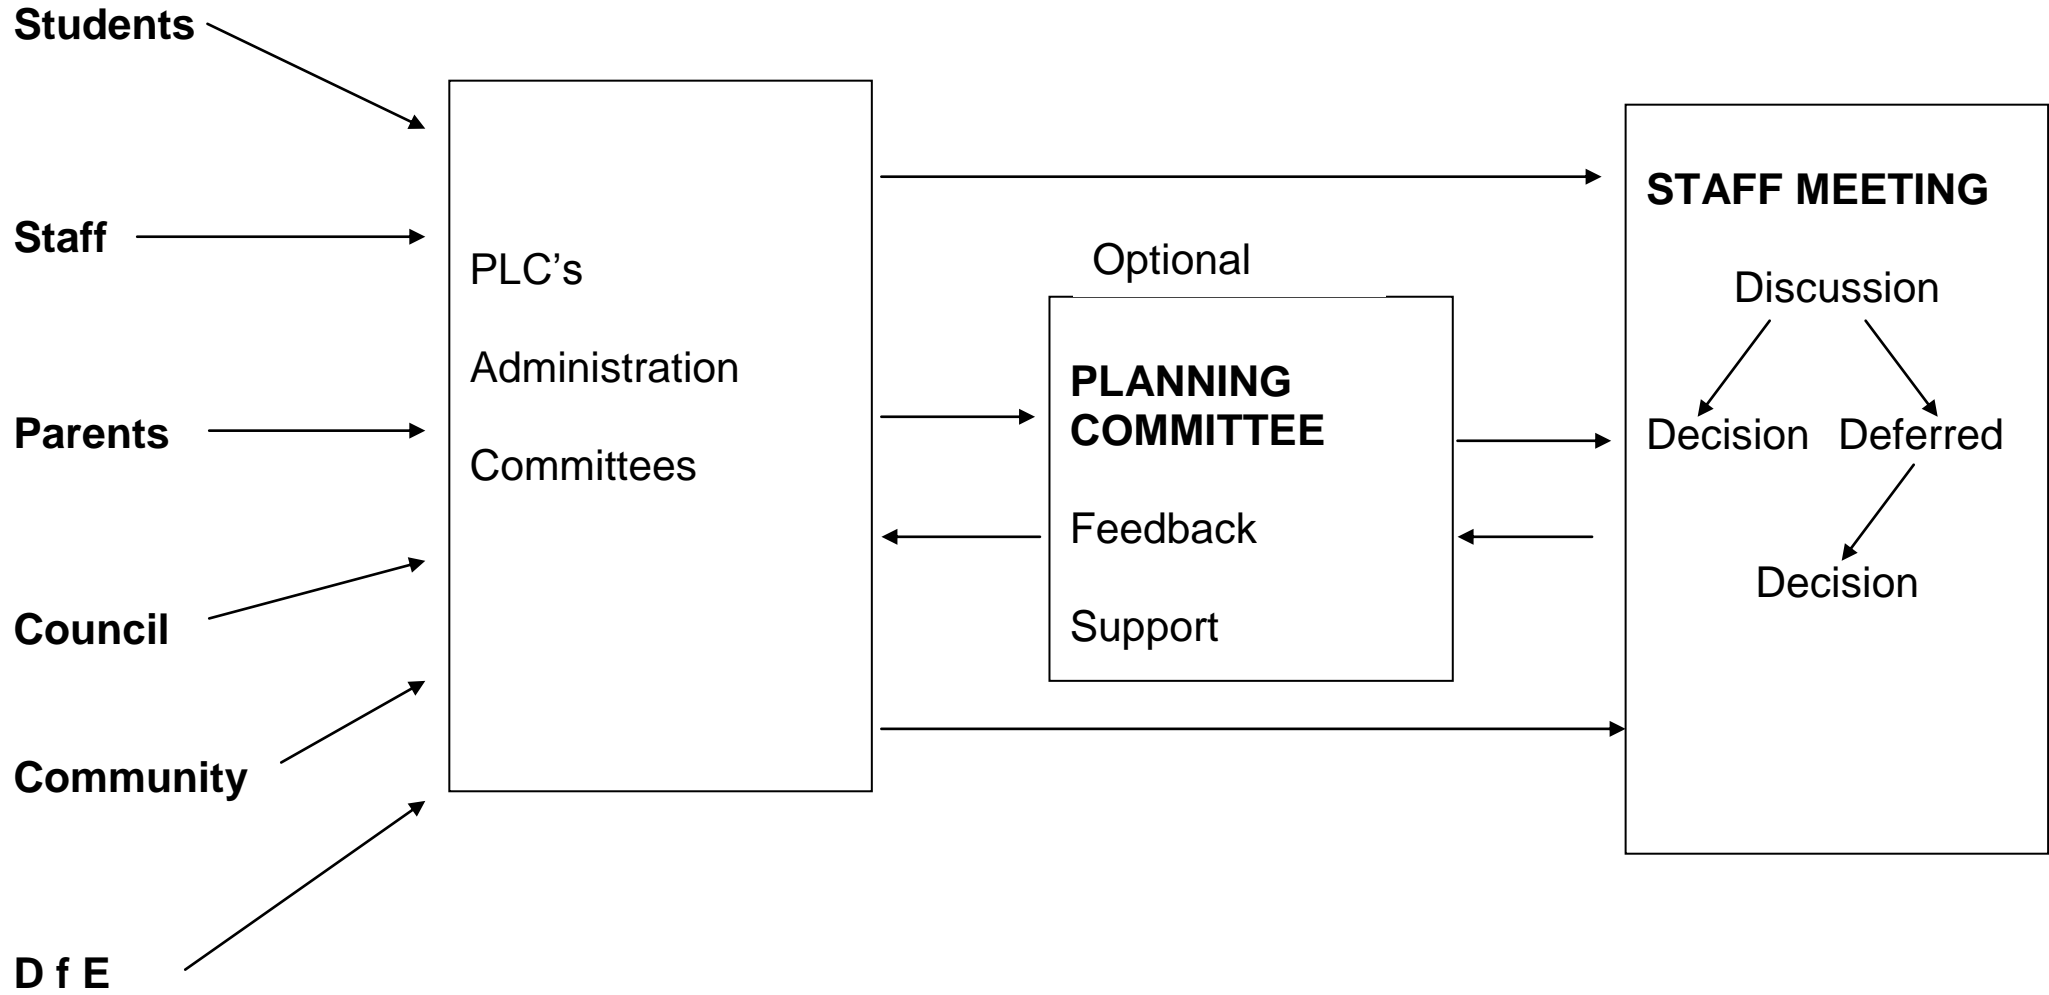 Students
Staff
Parents
Council
Community
D f E
PLC’s
Administration
Committees
Optional
PLANNING
COMMITTEE
Feedback
Support
STAFF MEETING
Discussion
Decision Deferred
Decision